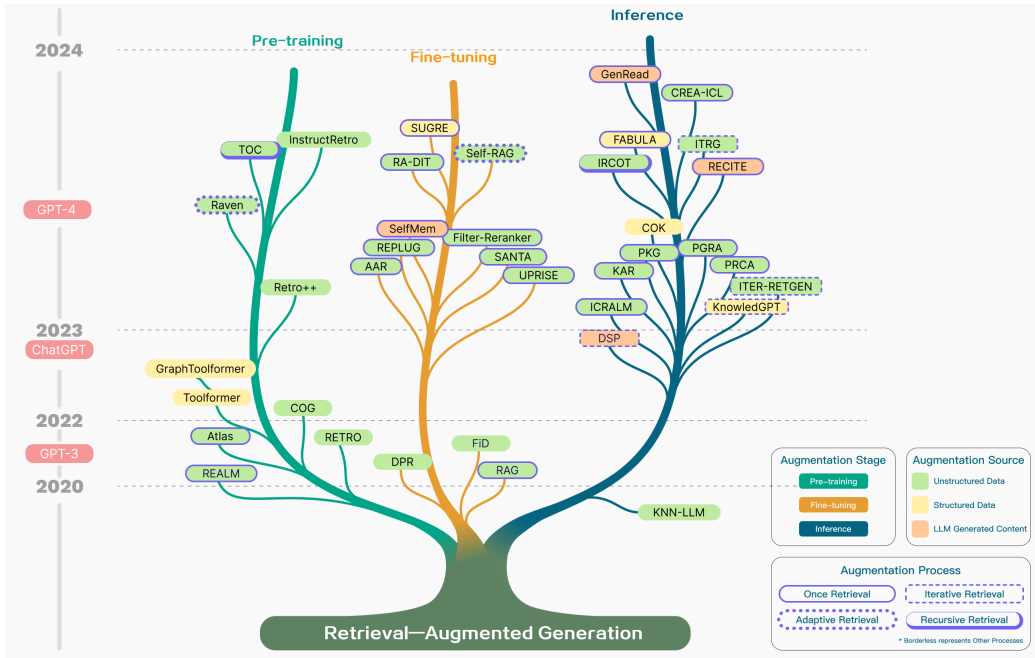 Inference
Pre-training
Fine-tuning
2024
GenRead
CREA-ICL
SUGRE
FABULA
InstructRetro
ITRG
TOC
Self-RAG
RA-DIT
IRCOT
RECITE
Raven
GPT-4
SelfMem
COK
Filter-Reranker
REPLUG
PKG
PGRA
SANTA
AAR
KAR
PRCA
UPRISE
Retro++
ITER-RETGEN
ICRALM
KnowledGPT
2023
DSP
ChatGPT
GraphToolformer
Toolformer
COG
2022
Atlas
RETRO
FiD
GPT-3
DPR
RAG
REALM
2020
KNN-LLM
Retrieval—Augmented Generation
Augmentation Stage
Pre-training
Fine-tuning
Inference
Augmentation Source
Unstructured Data
Structured Data
LLM Generated Content
Augmentation Process
Once Retrieval
Iterative Retrieval
Adaptive Retrieval
Recursive Retrieval
* Borderless represents Other Processes